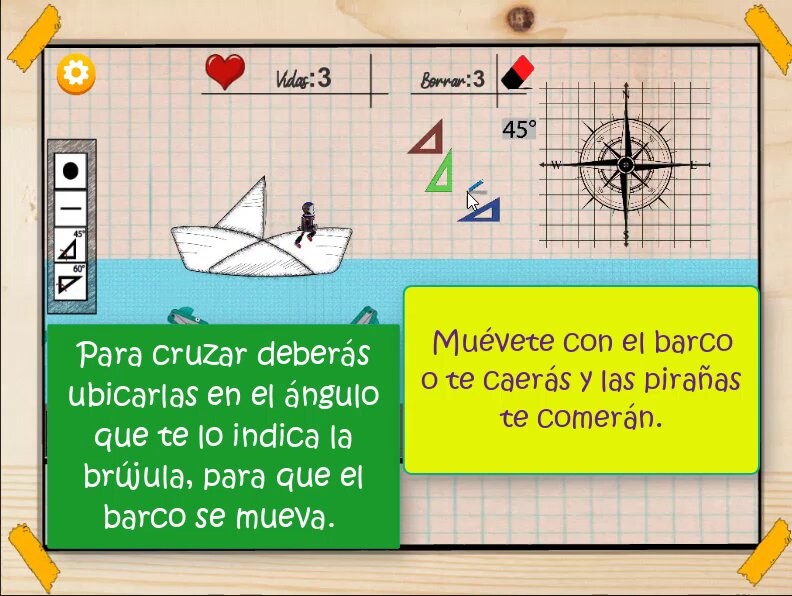 Vidas:3
Borrar:3
45°
N
W
E
S
45°
60°
Para cruzar deberás
ubicarlas en el ángulo
que te lo indica la
brújula, para que el
barco se mueva.
Muévete con el barco
o te caerás y las pirañas
te comerán.